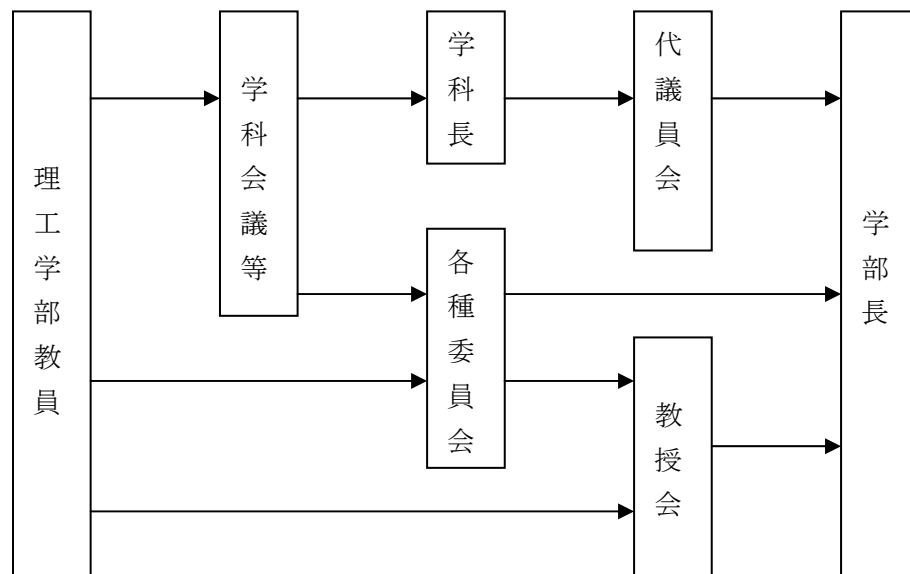 理工学部教員
学科会議等
学科長
代議員会
各種委員会
教授会
学部長